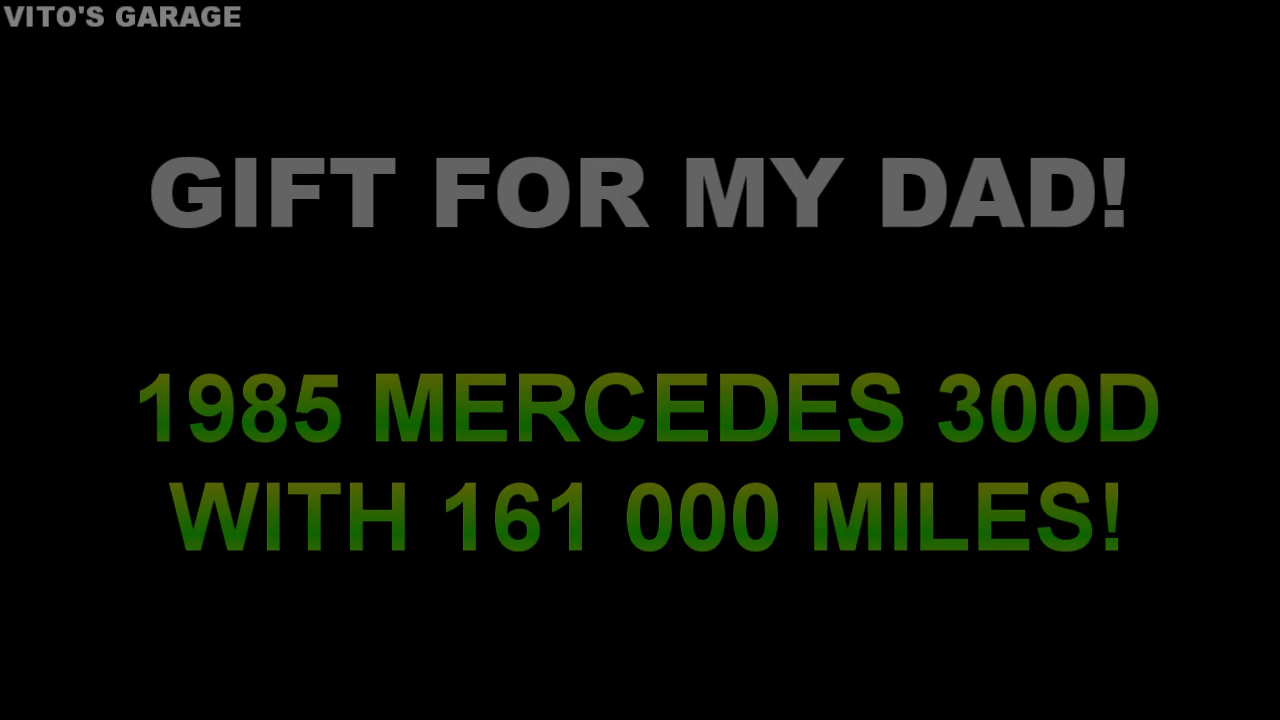 VITO'S GARAGE
GIFT FOR MY DAD!
1985 MERCEDES 300D
WITH 161 000 MILES!